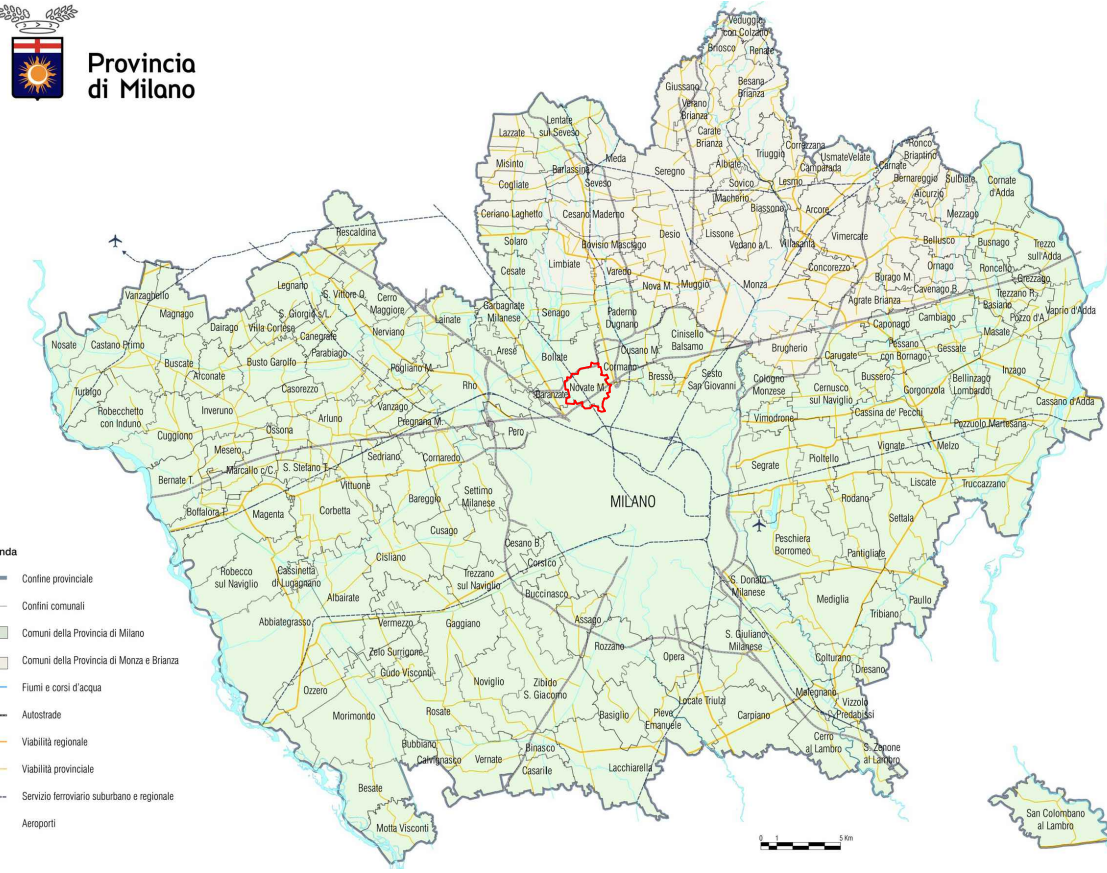 Provincia
di Milano
Veduggio
con Colzano
Briosco
Renate
Giussano
Besana
Brianza
Verano
Brianza
Lentate
sul Seveso
Lazzate
Carate
Brianza
Meda
Misinto
Barlassina
Seregno
Albiate
Triuggio
Correzzana
Usmate Velate
Camparada
Carnate
Ronco
Briantino
Bernareggio
Sulbiate
Aicurzio
Cornate
d'Adda
Cogliate
Seveso
Sovico
Lesmo
Macherio
Biassono
Arcore
Mezzago
Ceriano Laghetto
Cesano Maderno
Desio
Lissone
Vedano a/L.
Villasanta
Vimercate
Bellusco
Busnago
Trezzo
sull'Adda
Rescaldina
Solaro
Bovisio Masciago
Limbiate
Varedo
Concorezzo
Ornago
Roncello
Cesate
Nova M.
Muggio
Monza
Burago M.
Cavenago B.
Grezzago
Trezzano R.
Legnano
S. Vittore O.
Cerro
Maggiore
Vanzaghello
Magnago
S. Giorgio s/L
Garbagnate
Milanese
Senago
Paderno
Dugnano
Agrate Brianza
Basiano
Pozzo d'A.
Vaprio d'Adda
Dairago
Villa Cortese
Canegrate
Nerviano
Lainate
Cinisello
Balsamo
Caponago
Cambiago
Masate
Nosate
Castano Primo
Parabiago
Arese
Bollate
Cusano M.
Brugherio
Carugate
Pessano
con Bornago
Gessate
Buscate
Arconate
Busto Garolfo
Pogliano M.
Cormano
Bresso
Sesto
San Giovanni
Cologno
Monzese
Cernusco
sul Naviglio
Bussero
Gorgonzola
Bellinzago
Lombardo
Inzago
Turbigo
Casorezzo
Rho
Baranzate
Novate M.
Robecchetto
con Induno
Inveruno
Arluno
Vanzago
Pregnana M.
Vimodrone
Cassina de' Pecchi
Cassano d'Adda
Pozzuolo Martesana
Cuggiono
Ossona
Pero
Mesero
Sedriano
Cornaredo
Vignate
Melzo
Bernate T.
Marcallo c/C.
S. Stefano T.
Vittuone
Segrate
Pioltello
Liscate
Truccazzano
Boffalora T.
Magenta
Corbetta
Bareggio
Settimo
Milanese
MILANO
Rodano
Settala
Cusago
Cesano B.
Peschiera
Borromeo
Pantigliate
Cisliano
Corsico
Robecco
sul Naviglio
Cassinetta
di Lugagnano
Trezzano
sul Naviglio
Albairate
Buccinasco
S. Donato
Milanese
Mediglia
Paullo
Tribiano
Abbiategrasso
Vermezzo
Gaggiano
Assago
Rozzano
Opera
S. Giuliano
Milanese
Zelo Surrigone
Gudo Visconti
Colturano
Dresano
Ozzero
Noviglio
Zibido
S. Giacomo
Locate Triulzi
Melegnano
Vizzolo
Predabissi
Morimondo
Rosate
Basiglio
Pieve
Emanuele
Carpiano
Cerro
al Lambro
S. Zenone
al Lambro
Bubbiano
Calvignasco
Vernate
Binasco
Casarile
Lacchiarella
Besate
Motta Visconti
San Colombano
al Lambro
nda
Confine provinciale
Confini comunali
Comuni della Provincia di Milano
Comuni della Provincia di Monza e Brianza
Fiumi e corsi d'acqua
Autostrade
Viabilità regionale
Viabilità provinciale
Servizio ferroviario suburbano e regionale
Aeroporti
0 1 5 Km